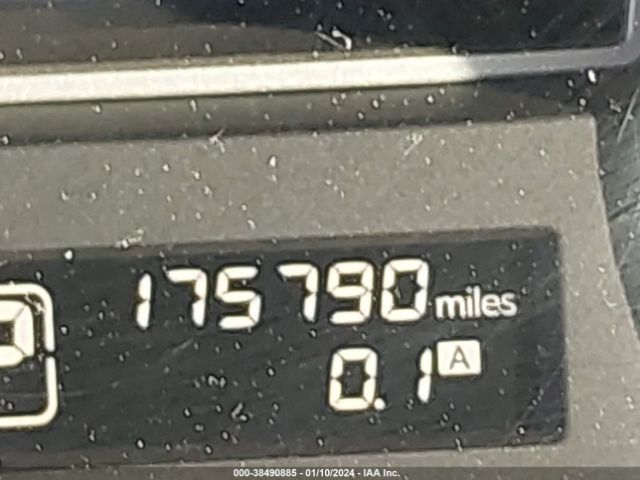 175790 miles
P
0.1 A
000-38490885 - 01/10/2024 - IAA Inc.